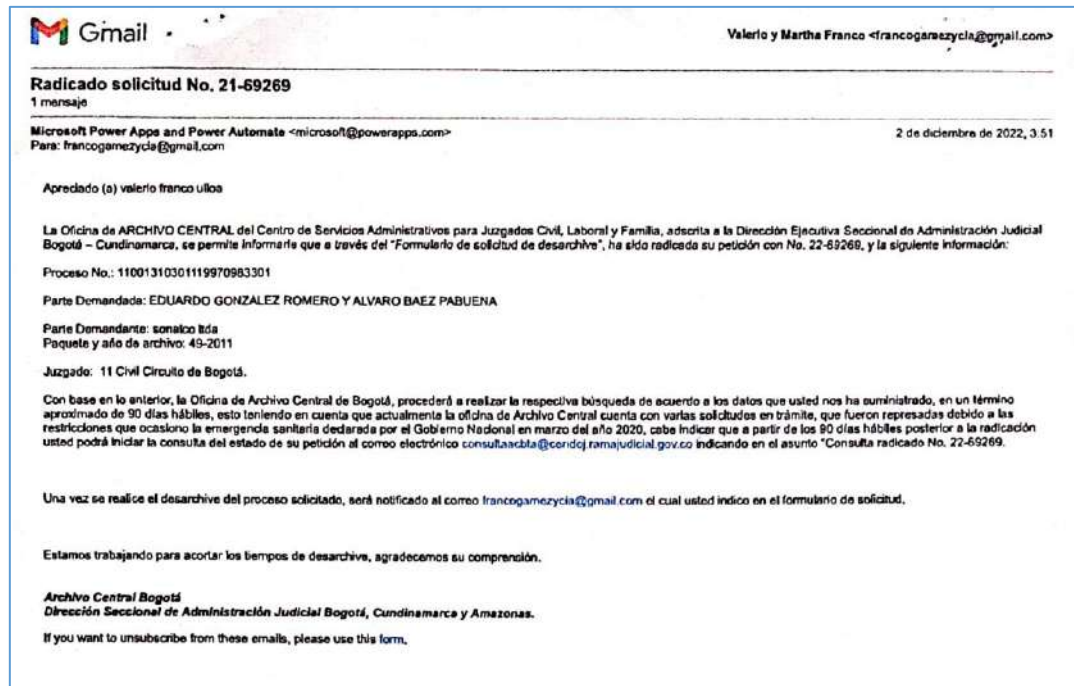 Gmail
Valerio y Martha Franco <francogamezycia@gmail.com>
Radicado solicitud No. 21-69269
1 mensaje
Microsoft Power Apps and Power Automate <microsoft@powerapps.com>
2 de diciembre de 2022, 3:51
Para: francogamezycia@gmail.com
Apreciado (a) valerio franco ulloa
La Oficina de ARCHIVO CENTRAL del Centro de Servicios Administrativos para Juzgados Civil, Laboral y Familia, adscrita a la Dirección Ejecutiva Seccional de Administración Judicial
Bogotá – Cundinamarca, se permite informarle que a través del "Formulario de solicitud de desarchive", ha sido radicada su petición con No. 22-69269, y la siguiente información:
Proceso No.: 11001310301119970983301
Parte Demandada: EDUARDO GONZALEZ ROMERO Y ALVARO BAEZ PABUENA
Parte Demandante: sonalco ltda
Paquete y año de archivo: 49-2011
Juzgado: 11 Civil Circuito de Bogotá.
Con base en lo anterior, la Oficina de Archivo Central de Bogotá, procederá a realizar la respectiva búsqueda de acuerdo a los datos que usted nos ha suministrado, en un término
aproximado de 90 días hábiles, esto teniendo en cuenta que actualmente la oficina de Archivo Central cuenta con varias solicitudes en trámite, que fueron represadas debido a las
restricciones que ocasiono la emergencia sanitaria declarada por el Gobierno Nacional en marzo del año 2020, cabe indicar que a partir de los 90 días hábiles posterior a la radicación
usted podrá iniciar la consulta del estado de su petición al correo electrónico consultaacbta@cendoj.ramajudicial.gov.co indicando en el asunto "Consulta radicado No. 22-69269.
Una vez se realice el desarchive del proceso solicitado, será notificado al correo francogamezycia@gmail.com el cual usted indico en el formulario de solicitud.
Estamos trabajando para acortar los tiempos de desarchive, agradecemos su comprensión.
Archivo Central Bogotá
Dirección Seccional de Administración Judicial Bogotá, Cundinamarca y Amazonas.
If you want to unsubscribe from these emails, please use this form.